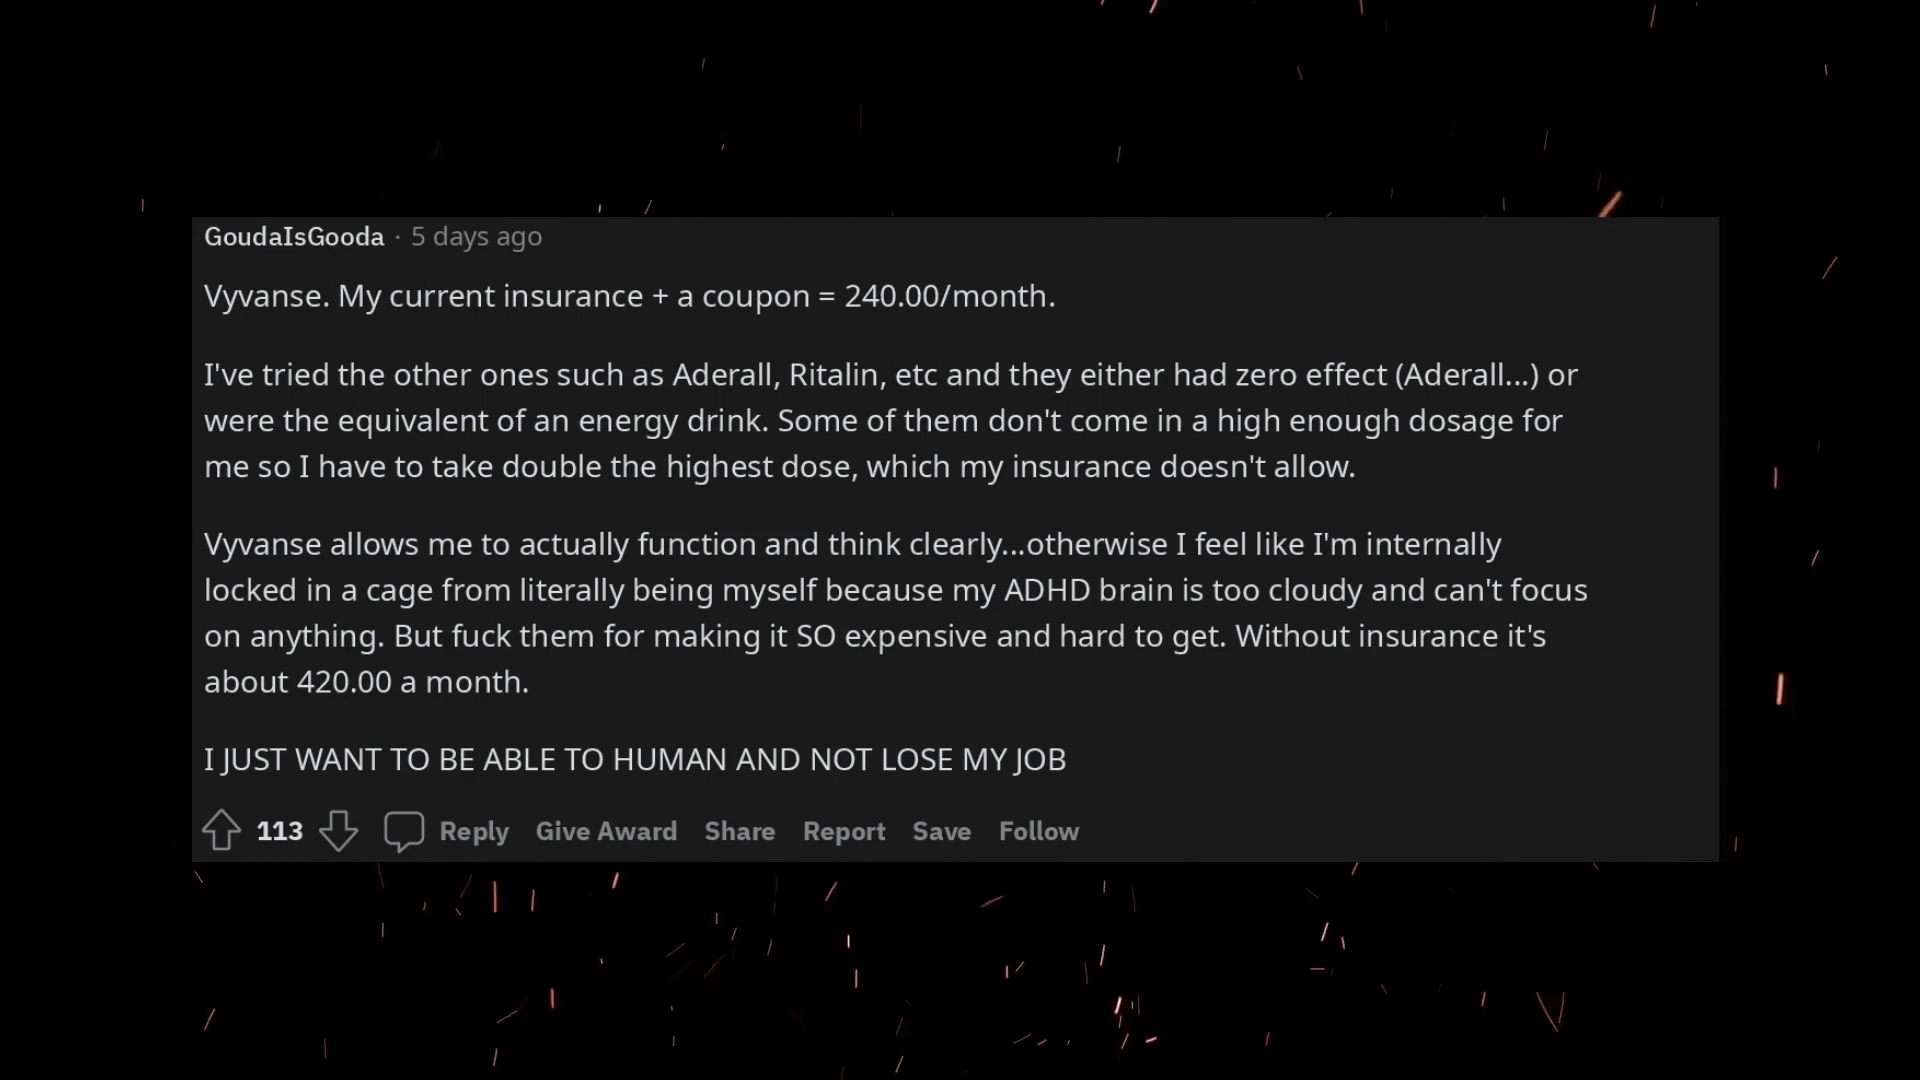 GoudaIsGooda · 5 days ago
Vyvanse. My current insurance + a coupon = 240.00/month.
I've tried the other ones such as Aderall, Ritalin, etc and they either had zero effect (Aderall...) or
were the equivalent of an energy drink. Some of them don't come in a high enough dosage for
me so I have to take double the highest dose, which my insurance doesn't allow.
Vyvanse allows me to actually function and think clearly...otherwise I feel like I'm internally
locked in a cage from literally being myself because my ADHD brain is too cloudy and can't focus
on anything. But fuck them for making it SO expensive and hard to get. Without insurance it's
about 420.00 a month.
I JUST WANT TO BE ABLE TO HUMAN AND NOT LOSE MY JOB
113 Reply Give Award Share Report Save Follow